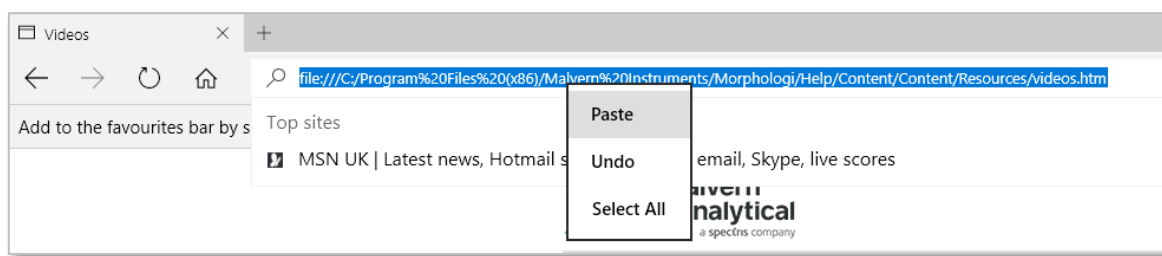 Videos
file:///C:/Program%20Files%20(x86)/Malvern%20Instruments/Morphologi/Help/Content/Content/Resources/videos.htm
Add to the favourites bar by s
Top sites
MSN UK | Latest news, Hotmail s email, Skype, live scores
Paste
Undo
Select All
nalytical
a spectris company